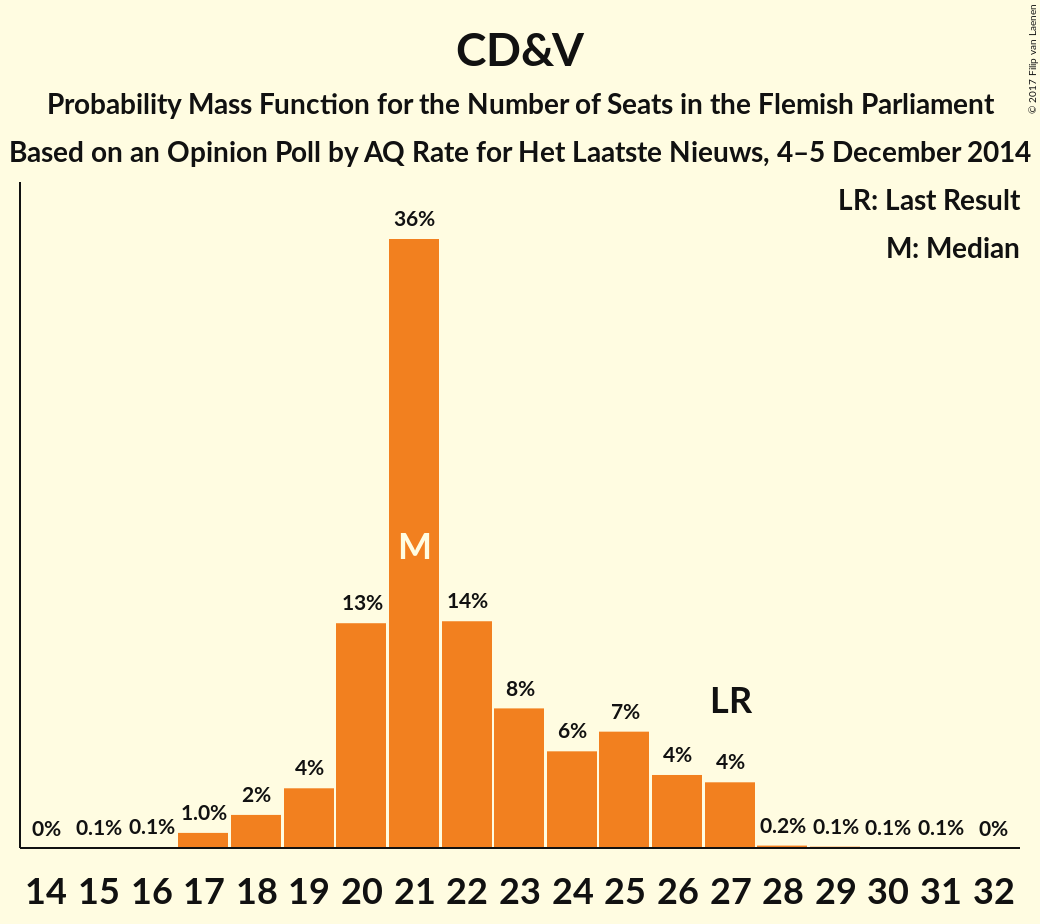 CD&V
Probability Mass Function for the Number of Seats in the Flemish Parliament
Based on an Opinion Poll by AQ Rate for Het Laatste Nieuws, 4–5 December 2014
© 2017 Filip van Laenen
LR: Last Result
M: Median
0% 0.1% 0.1% 1.0% 2% 4% 13% 36% 14% 8% 6% 7% 4% 4% 0.2% 0.1% 0.1% 0.1% 0%
M
LR
14 15 16 17 18 19 20 21 22 23 24 25 26 27 28 29 30 31 32